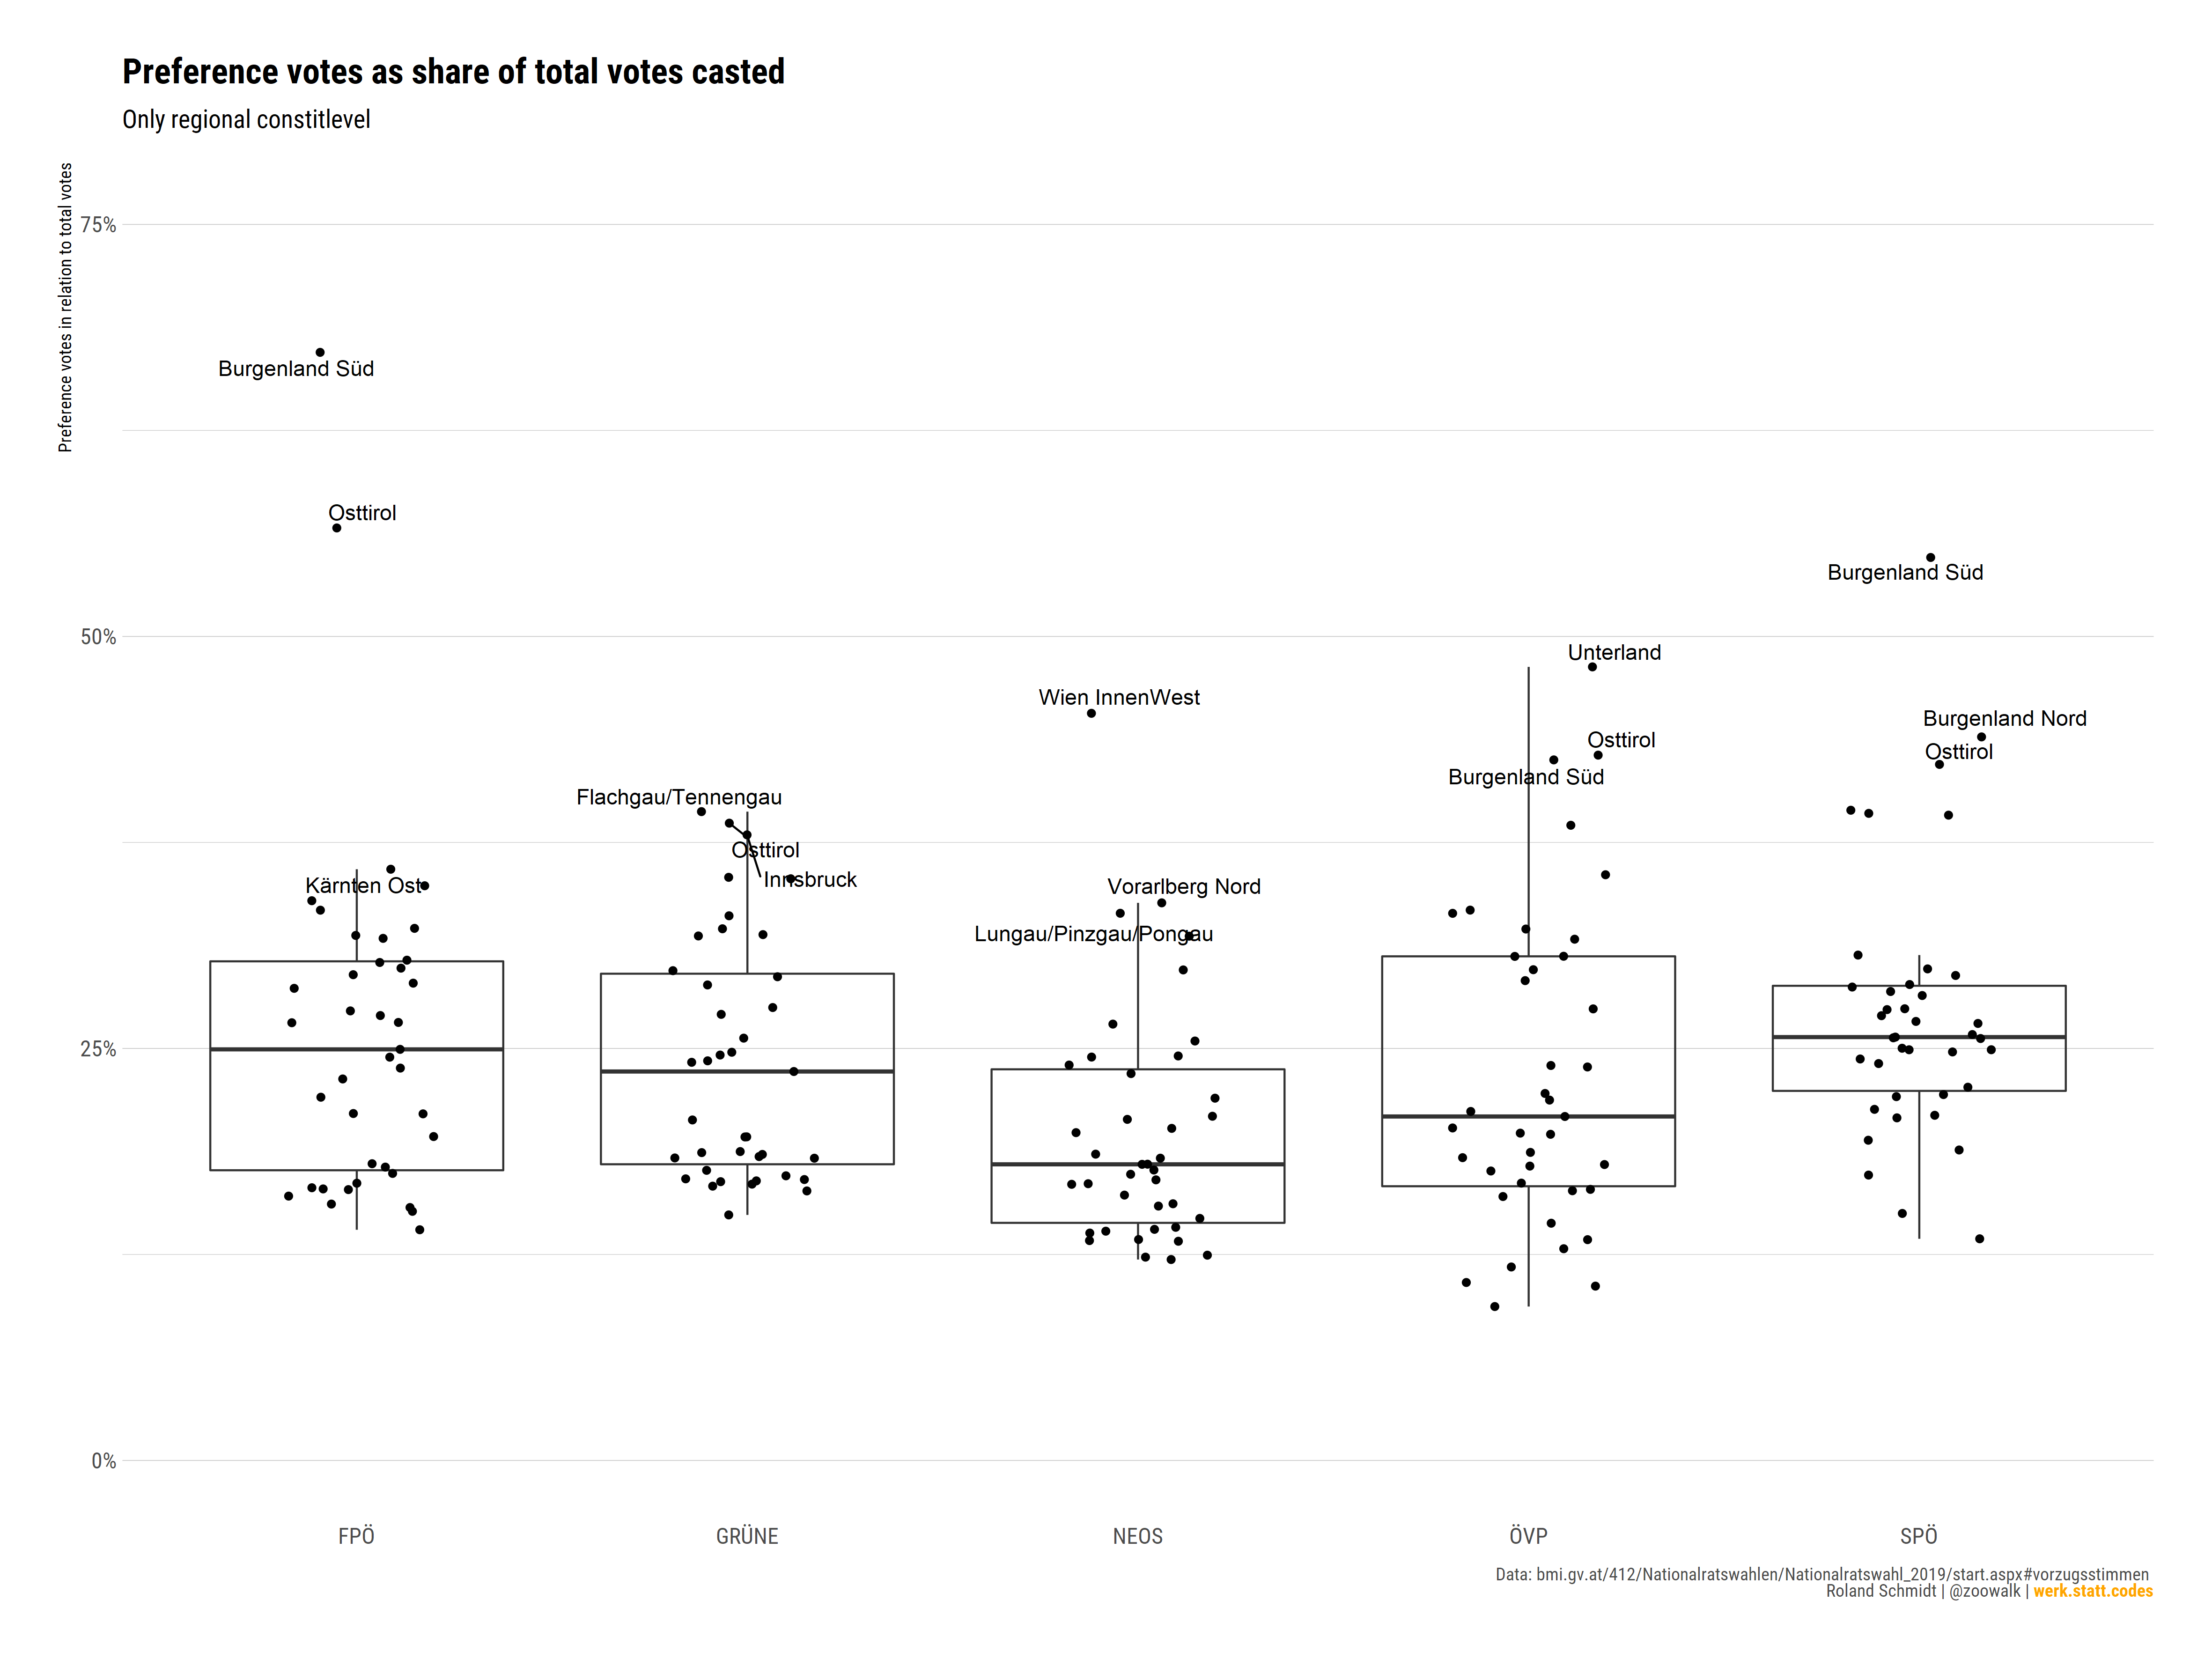 Preference votes as share of total votes casted
Only regional constitlevel
Preference votes in relation to total votes
75%
Burgenland Süd
Osttirol
Burgenland Süd
50%
Unterland
Wien InnenWest
Burgenland Nord
Osttirol
Osttirol
Burgenland Süd
Flachgau/Tennengau
Osttirol
Innsbruck
Kärnten Ost
Vorarlberg Nord
Lungau/Pinzgau/Pongau
25%
0%
FPÖ
GRÜNE
NEOS
ÖVP
SPÖ
Data: bmi.gv.at/412/Nationalratswahlen/Nationalratswahl_2019/start.aspx#vorzugsstimmen
Roland Schmidt | @zoowalk | werk.statt.codes